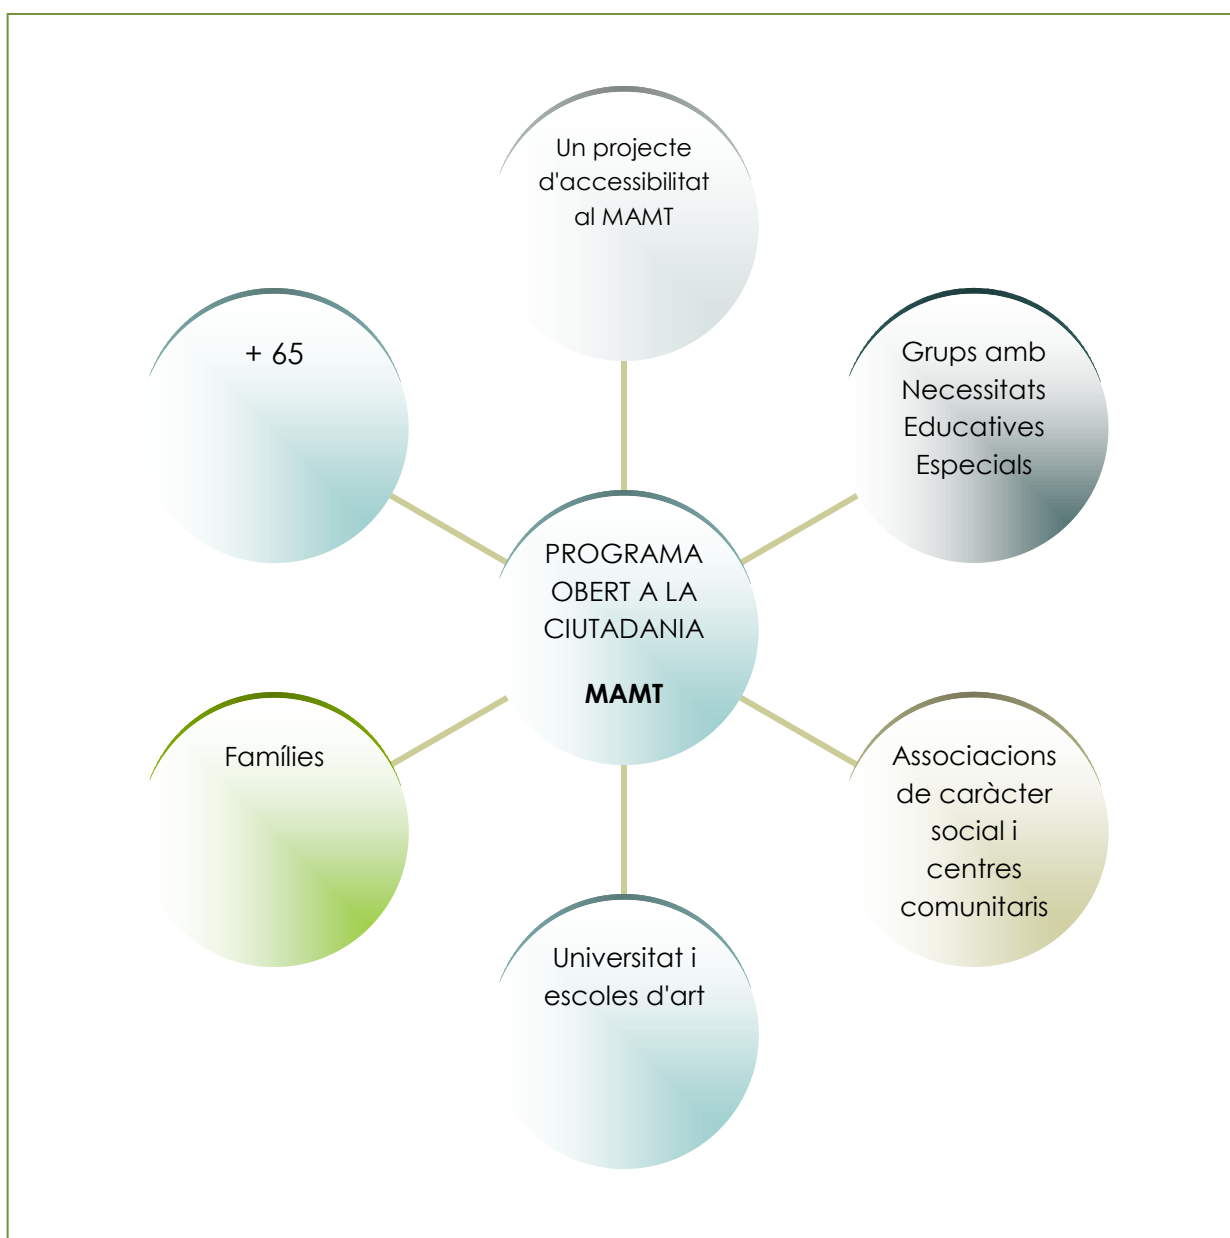 Un projecte
d'accessibilitat
al MAMT
+ 65
Grups amb
Necessitats
Educatives
Especials
PROGRAMA
OBERT A LA
CIUTADANIA
MAMT
Famílies
Associacions
de caràcter
social i
centres
comunitaris
Universitat i
escoles d'art